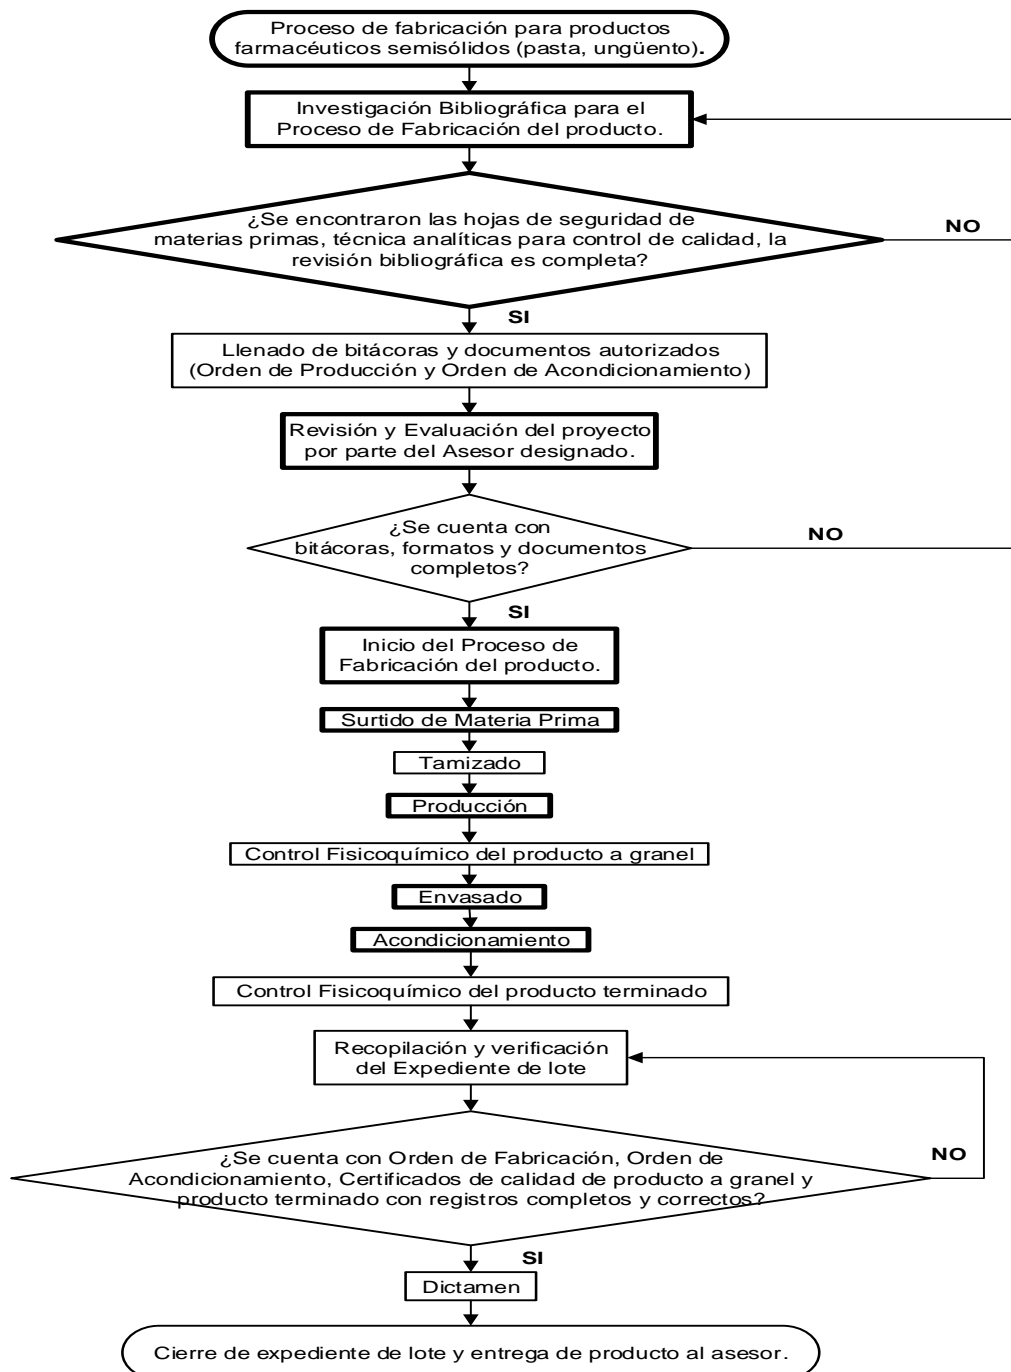 Proceso de fabricación para productos
farmacéuticos semisólidos (pasta, ungüento).
Investigación Bibliográfica para el
Proceso de Fabricación del producto.
¿Se encontraron las hojas de seguridad de
materias primas, técnica analíticas para control de calidad, la
revisión bibliográfica es completa?
NO
SI
Llenado de bitácoras y documentos autorizados
(Orden de Producción y Orden de Acondicionamiento)
Revisión y Evaluación del proyecto
por parte del Asesor designado.
¿Se cuenta con
bitácoras, formatos y documentos
completos?
NO
SI
Inicio del Proceso de
Fabricación del producto.
Surtido de Materia Prima
Tamizado
Producción
Control Fisicoquímico del producto a granel
Envasado
Acondicionamiento
Control Fisicoquímico del producto terminado
Recopilación y verificación
del Expediente de lote
¿Se cuenta con Orden de Fabricación, Orden de
Acondicionamiento, Certificados de calidad de producto a granel y
producto terminado con registros completos y correctos?
NO
SI
Dictamen
Cierre de expediente de lote y entrega de producto al asesor.